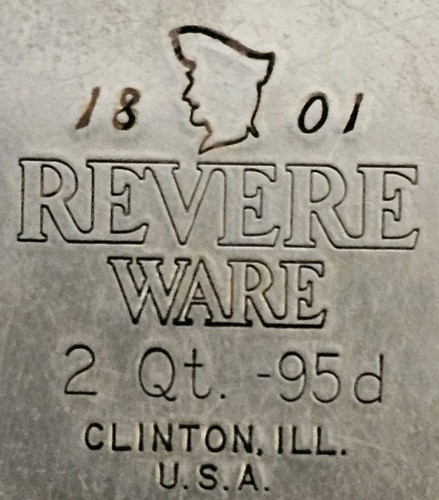 18 01
REVERE
WARE
2 Qt. -95d
CLINTON, ILL.
U.S.A.